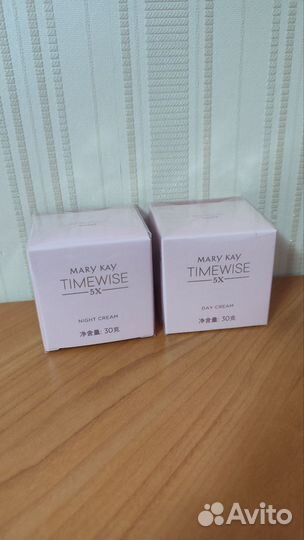 MARY KAY
TIMEWISE
5X
NIGHT CREAM
净含量: 30克
MARY KAY
TIMEWISE
5X
DAY CREAM
净含量: 30克
Avito